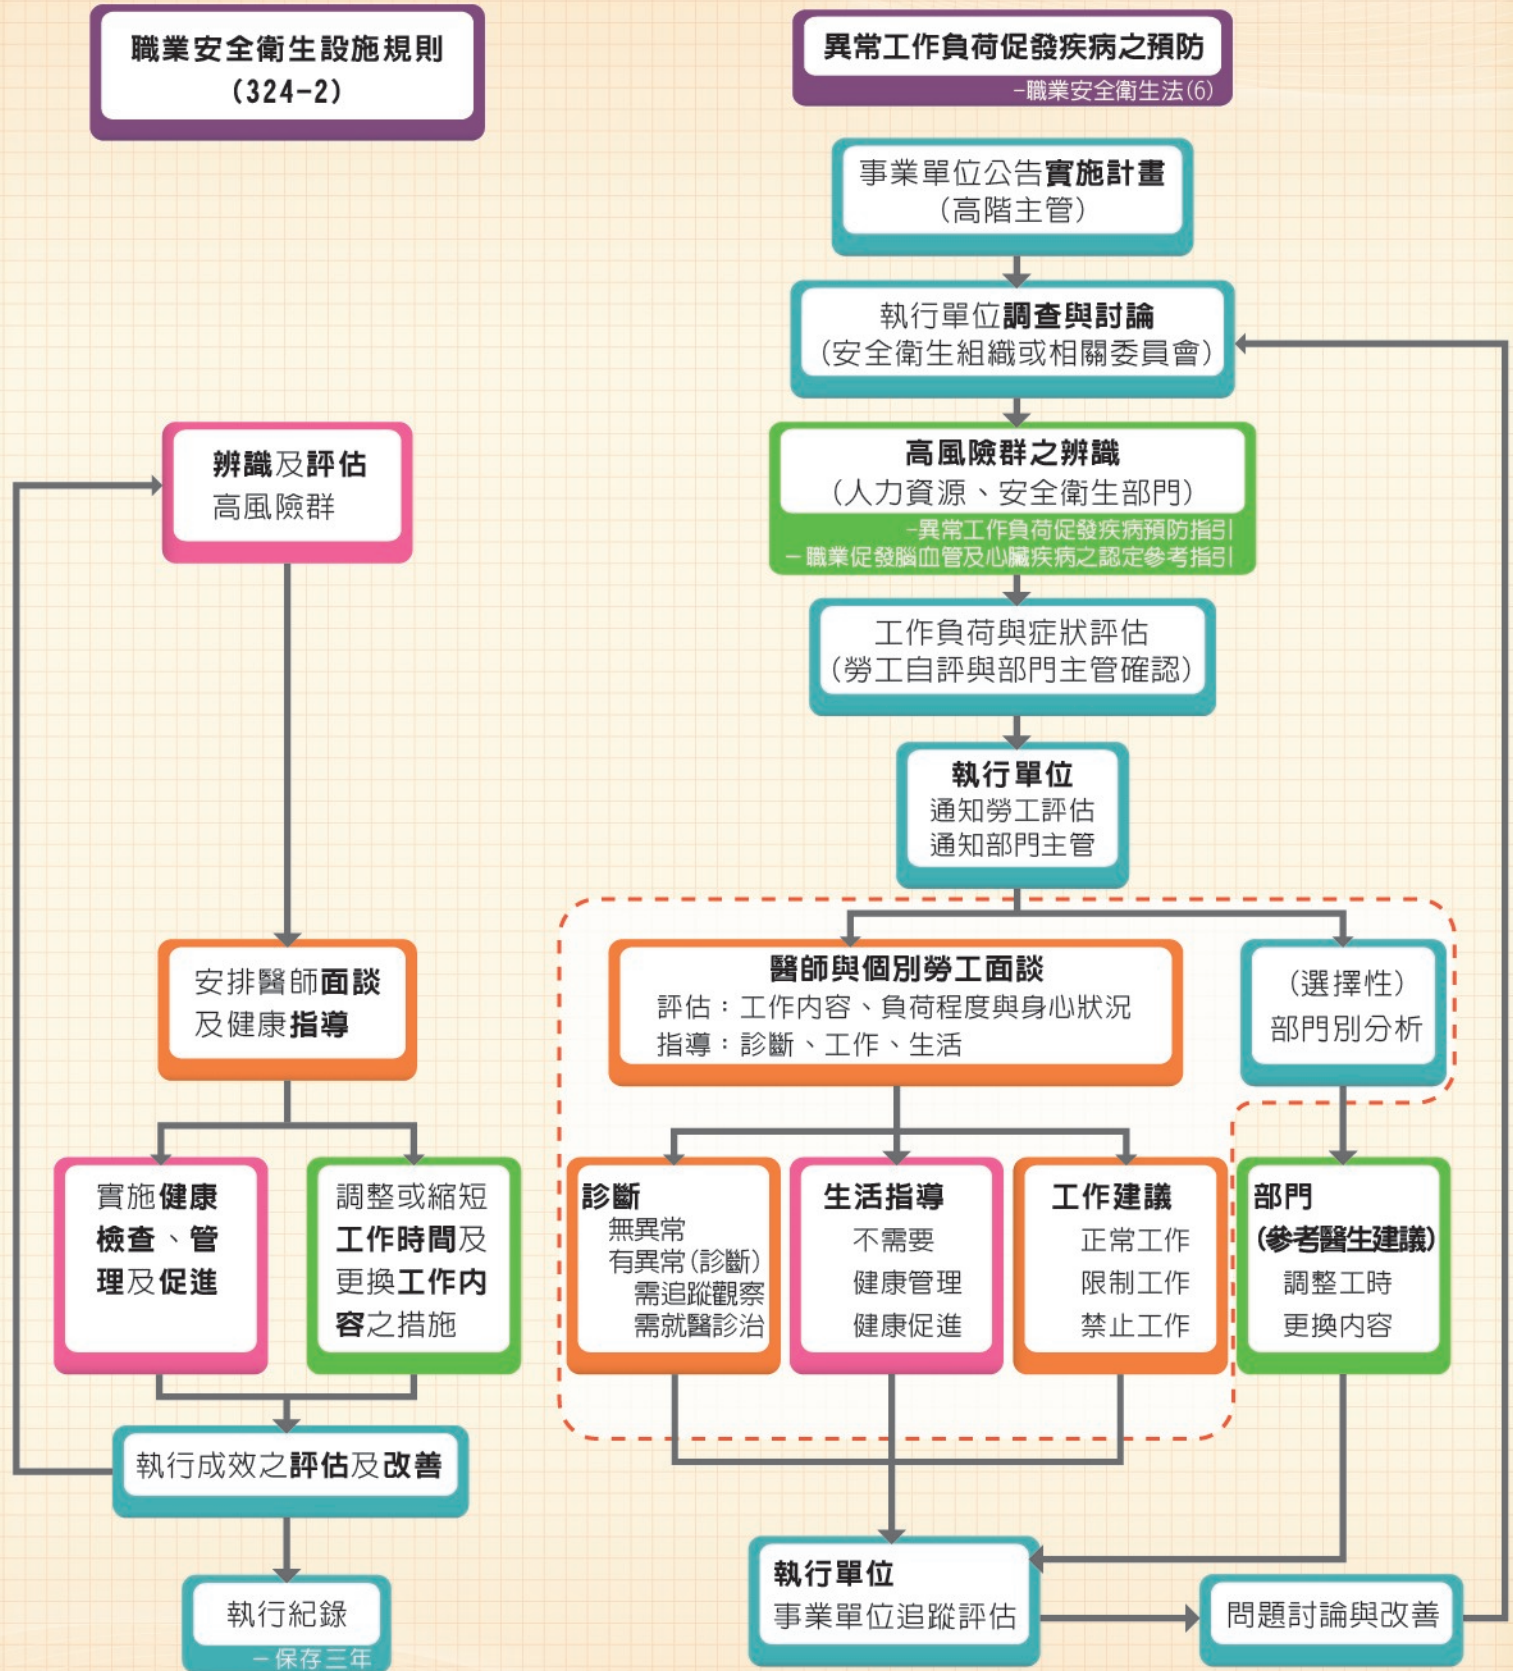 職業安全衛生設施規則
(324-2)
辨識及評估
高風險群
安排醫師面談
及健康指導
實施健康
檢查、管
理及促進
調整或縮短
工作時間及
更換工作内
容之措施
執行成效之評估及改善
執行紀錄
-保存三年
異常工作負荷促發疾病之預防
-職業安全衛生法(6)
事業單位公告實施計畫
(高階主管)
執行單位調查與討論
(安全衛生組織或相關委員會)
高風險群之辨識
(人力資源、安全衛生部門)
-異常工作負荷促發疾病預防指引
-職業促發腦血管及心臟疾病之認定參考指引
工作負荷與症狀評估
(勞工自評與部門主管確認)
執行單位
通知勞工評估
通知部門主管
醫師與個別勞工面談
評估：工作内容、負荷程度與身心狀況
指導：診斷、工作、生活
(選擇性)
部門別分析
診斷
無異常
有異常(診斷)
需追蹤觀察
需就醫診治
生活指導
不需要
健康管理
健康促進
工作建議
正常工作
限制工作
禁止工作
部門
(參考醫生建議)
調整工時
更換内容
執行單位
事業單位追蹤評估
問題討論與改善